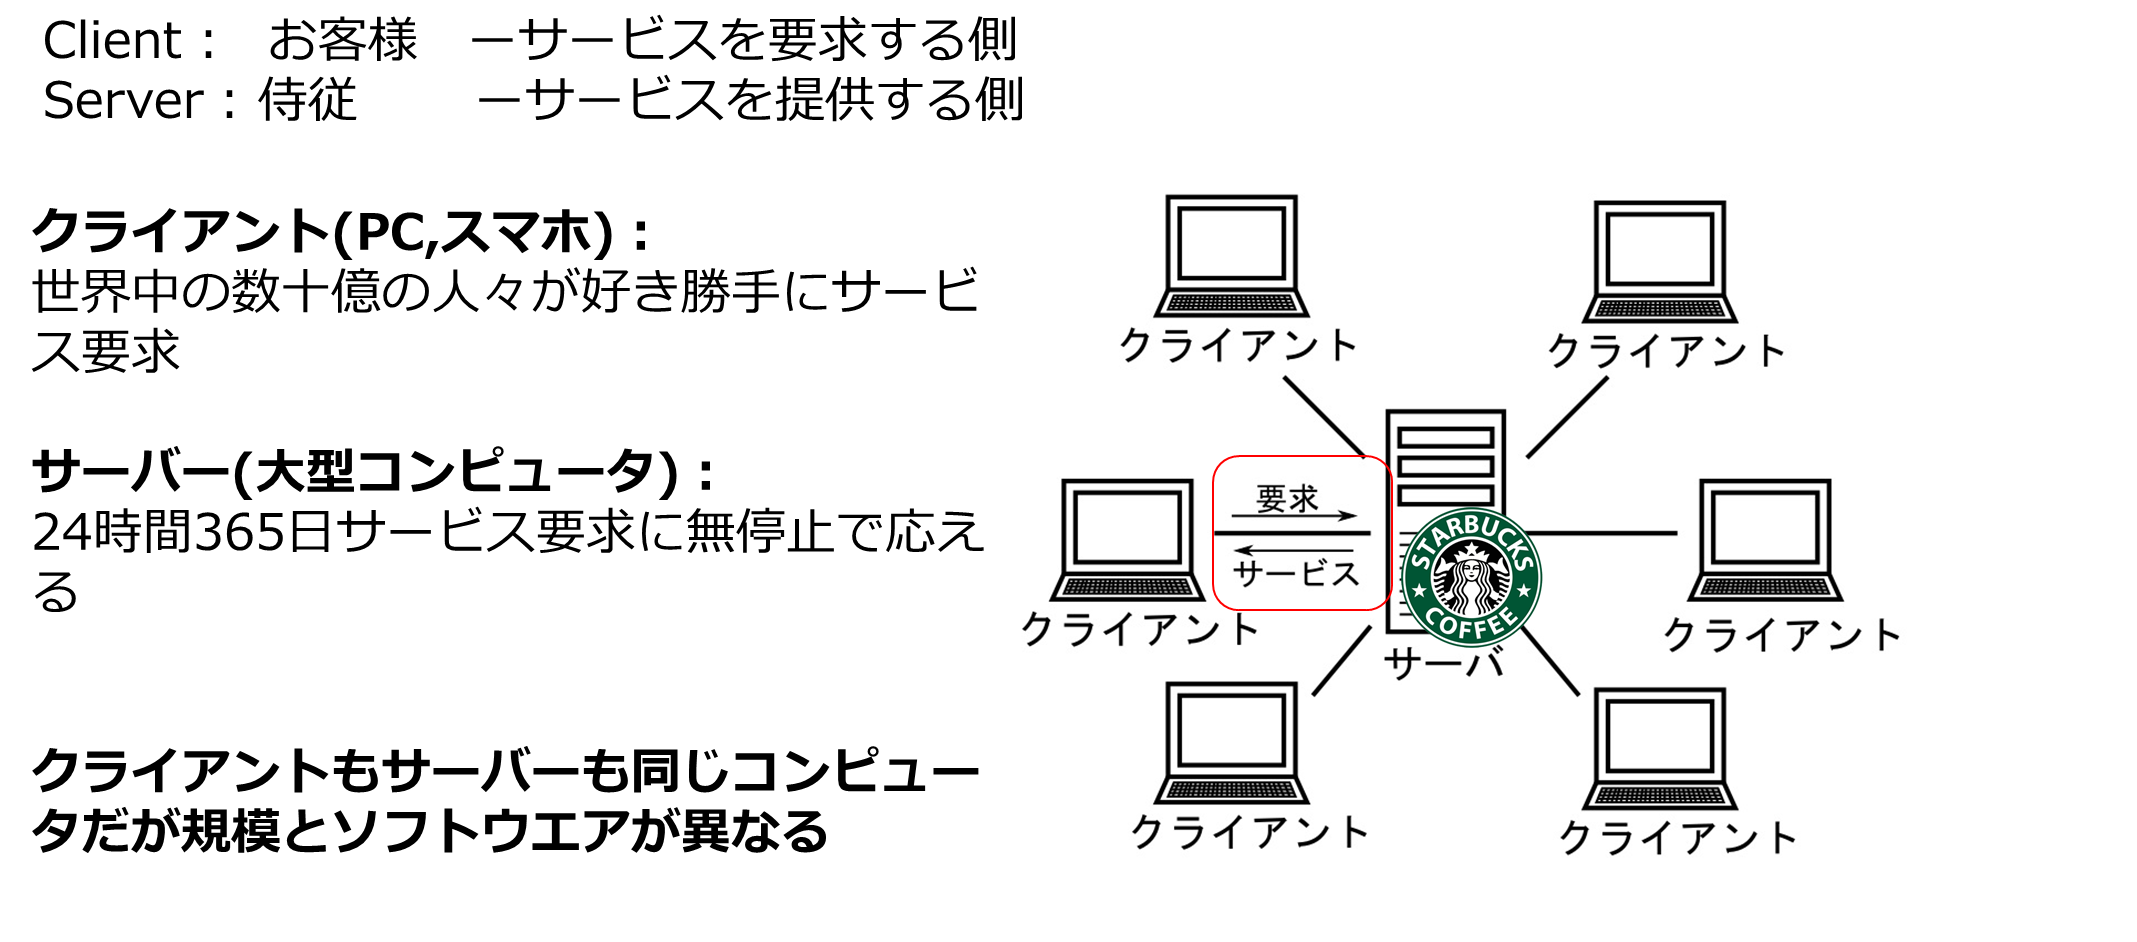 Client： お客様 ーサービスを要求する側
Server：侍従 ーサービスを提供する側
クライアント(PC,スマホ)：
世界中の数十億の人々が好き勝手にサービ
ス要求
サーバー(大型コンピュータ)：
24時間365日サービス要求に無停止で応え
る
クライアントもサーバーも同じコンピュー
タだが規模とソフトウエアが異なる
クライアント
クライアント
要求
サービス
クライアント
STARBUCKS
COFFEE
サーバ
クライアント
クライアント
クライアント